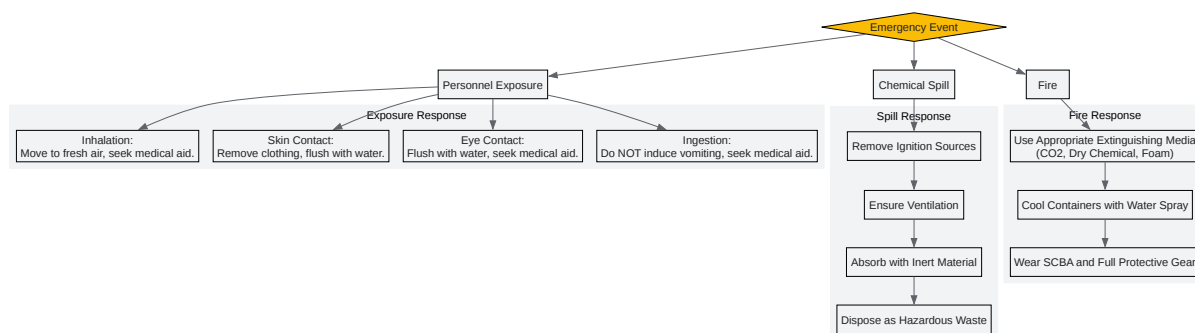 Emergency Event
Personnel Exposure
Chemical Spill
Fire
Exposure Response
Spill Response
Fire Response
Inhalation:
Move to fresh air, seek medical aid.
Skin Contact:
Remove clothing, flush with water.
Eye Contact:
Flush with water, seek medical aid.
Ingestion:
Do NOT induce vomiting, seek medical aid.
Remove Ignition Sources
Use Appropriate Extinguishing Media
(CO2, Dry Chemical, Foam)
Ensure Ventilation
Cool Containers with Water Spray
Absorb with Inert Material
Wear SCBA and Full Protective Gear
Dispose as Hazardous Waste